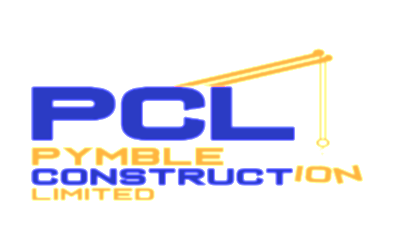 PCL
PYMBLE
CONSTRUCTION
LIMITED